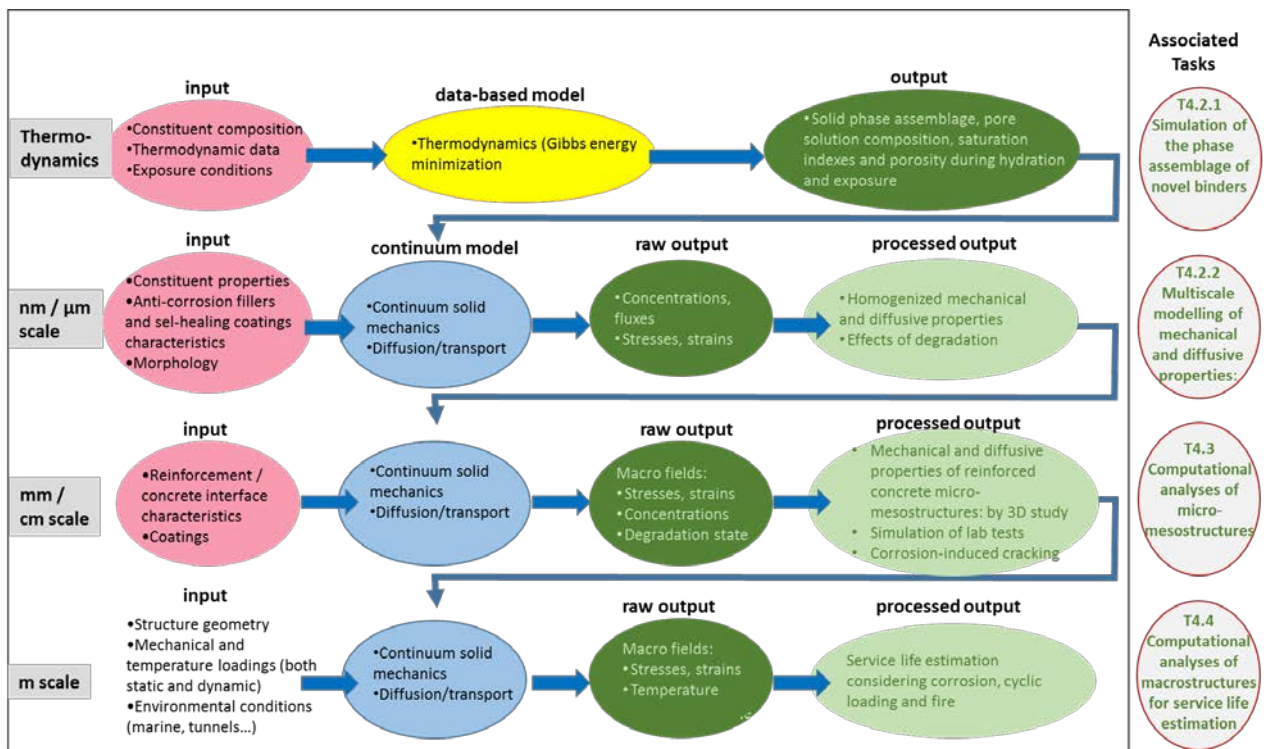 Associated
Tasks
input
data-based model
output
Thermo-
dynamics
•Constituent composition
•Thermodynamic data
•Exposure conditions
•Thermodynamics (Gibbs energy
minimization
•Solid phase assemblage, pore
solution composition, saturation
indexes and porosity during hydration
and exposure
T4.2.1
Simulation of
the phase
assemblage of
novel binders
input
continuum model
raw output
processed output
nm / μm
scale
•Constituent properties
•Anti-corrosion fillers
and sel-healing coatings
characteristics
•Morphology
•Continuum solid
mechanics
•Diffusion/transport
•Concentrations,
fluxes
•Stresses, strains
•Homogenized mechanical
and diffusive properties
•Effects of degradation
T4.2.2
Multiscale
modelling of
mechanical
and diffusive
properties:
input
raw output
processed output
mm /
cm scale
•Reinforcement /
concrete interface
characteristics
•Coatings
•Continuum solid
mechanics
•Diffusion/transport
Macro fields:
•Stresses, strains
•Concentrations
•Degradation state
• Mechanical and diffusive
properties of reinforced
concrete micro-
mesostructures: by 3D study
• Simulation of lab tests
• Corrosion-induced cracking
T4.3
Computational
analyses of
micro-
mesostructures
input
raw output
processed output
m scale
•Structure geometry
•Mechanical and
temperature loadings (both
static and dynamic)
•Environmental conditions
(marine, tunnels...)
•Continuum solid
mechanics
•Diffusion/transport
Macro fields:
•Stresses, strains
•Temperature
Service life estimation
considering corrosion, cyclic
loading and fire
T4.4
Computational
analyses of
macrostructures
for service life
estimation